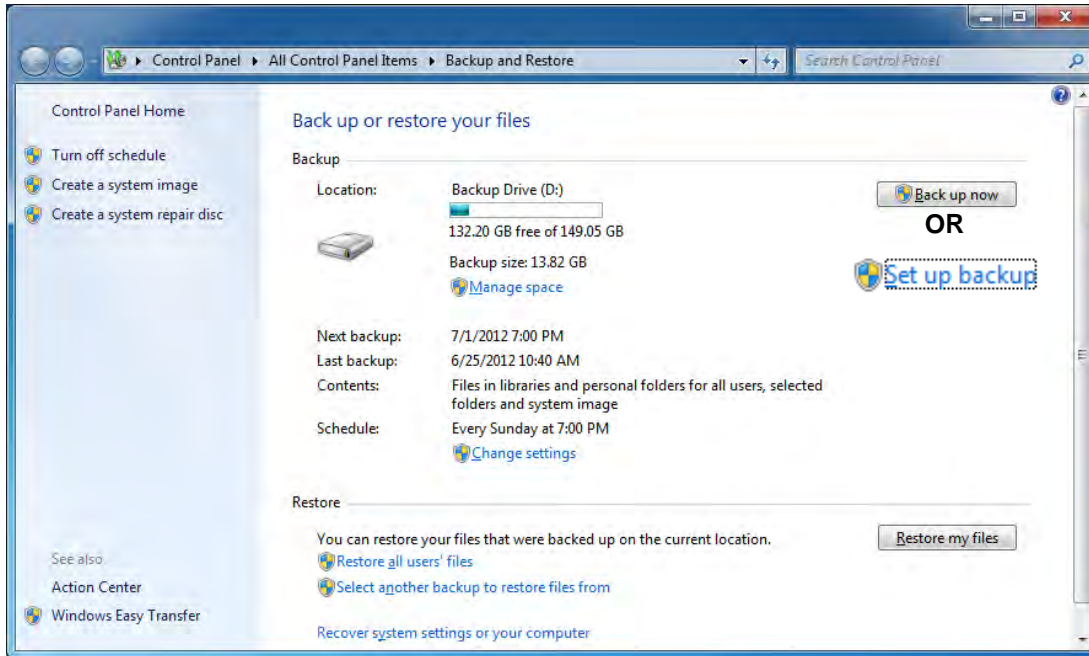 Control Panel ▸ All Control Panel Items ▸ Backup and Restore
Search Control Panel
Control Panel Home
Turn off schedule
Create a system image
Create a system repair disc
Back up or restore your files
Backup
Location: Backup Drive (D:)
Back up now
OR
Set up backup
132.20 GB free of 149.05 GB
Backup size: 13.82 GB
Manage space
Next backup: 7/1/2012 7:00 PM
Last backup: 6/25/2012 10:40 AM
Contents: Files in libraries and personal folders for all users, selected
folders and system image
Schedule: Every Sunday at 7:00 PM
Change settings
Restore
You can restore your files that were backed up on the current location.
Restore my files
Restore all users' files
Select another backup to restore files from
Recover system settings or your computer
See also
Action Center
Windows Easy Transfer